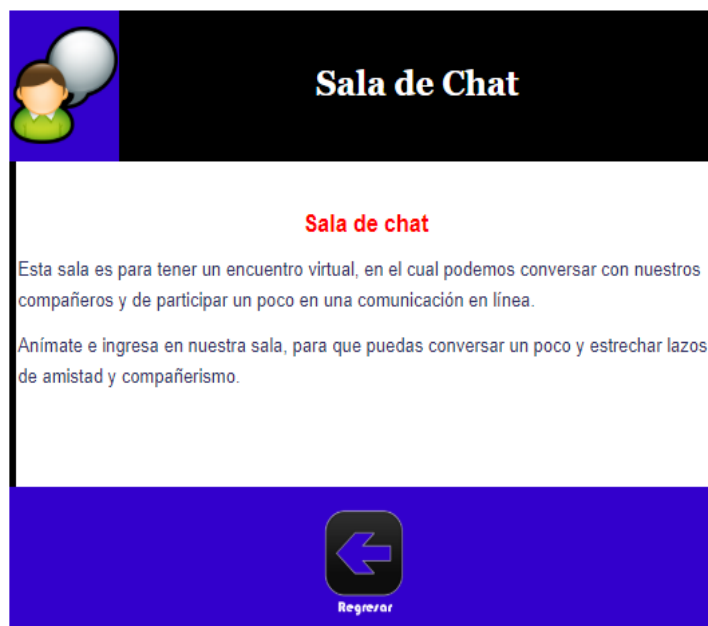 Sala de Chat
Sala de chat
Esta sala es para tener un encuentro virtual, en el cual podemos conversar con nuestros
compañeros y de participar un poco en una comunicación en línea.
Anímate e ingresa en nuestra sala, para que puedas conversar un poco y estrechar lazos
de amistad y compañerismo.
Regresar